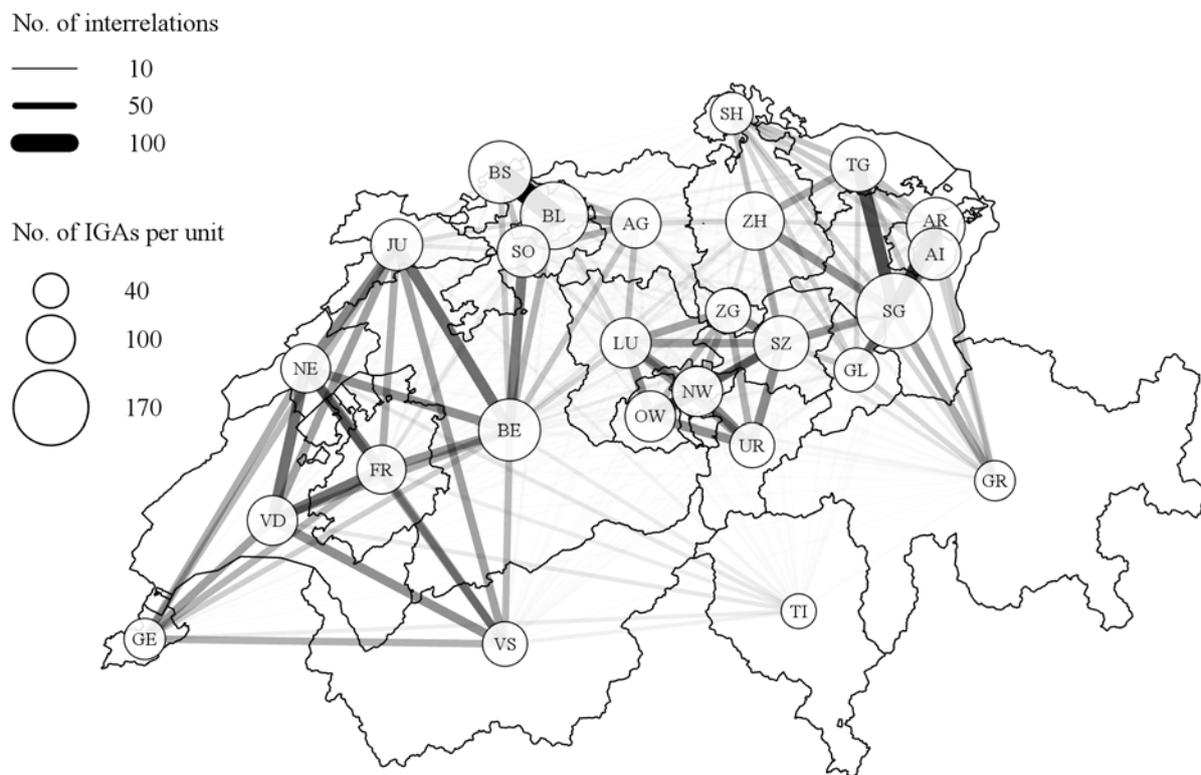 No. of interrelations
10
50
100
No. of IGAs per unit
40
100
170
SH
TG
BS
BL
AG
ZH
AR
JU
SO
AI
ZG
SG
LU
SZ
NE
GL
NW
OW
BE
UR
FR
GR
VD
TI
GE
VS